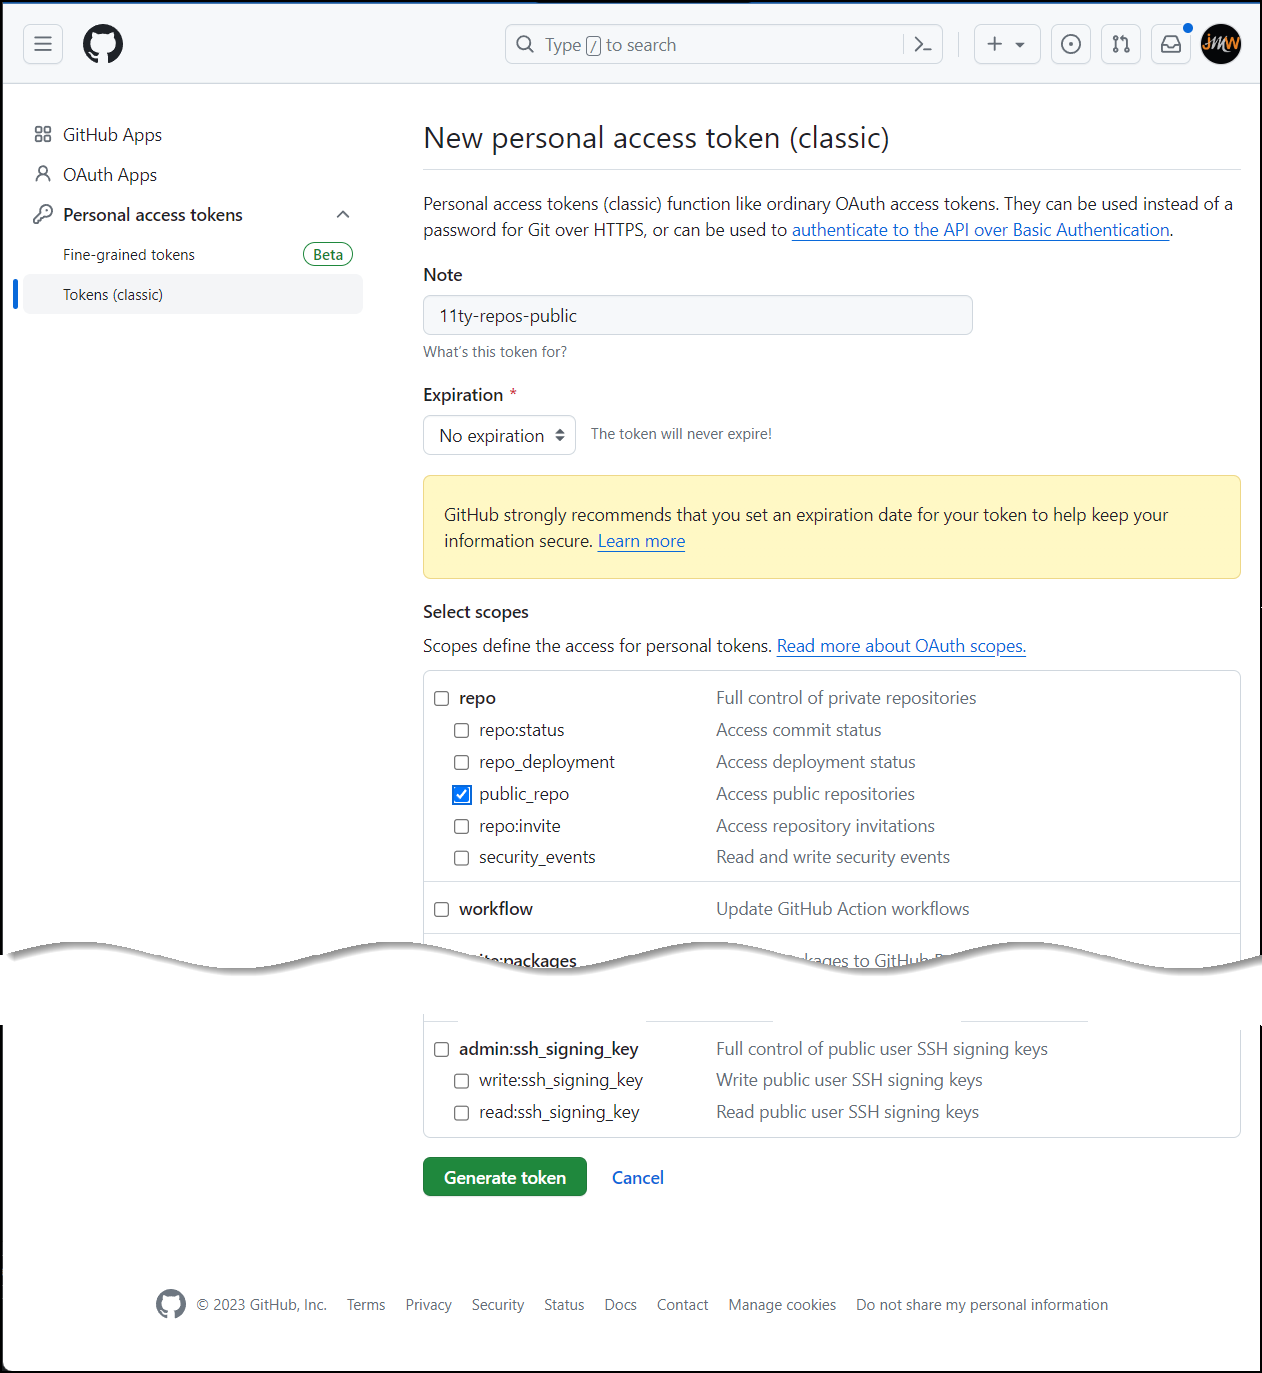 Type / to search
JMW
GitHub Apps
OAuth Apps
Personal access tokens
Fine-grained tokens Beta
Tokens (classic)
New personal access token (classic)
Personal access tokens (classic) function like ordinary OAuth access tokens. They can be used instead of a
password for Git over HTTPS, or can be used to authenticate to the API over Basic Authentication.
Note
11ty-repos-public
What's this token for?
Expiration *
No expiration The token will never expire!
GitHub strongly recommends that you set an expiration date for your token to help keep your
information secure. Learn more
Select scopes
Scopes define the access for personal tokens. Read more about OAuth scopes.
repo Full control of private repositories
repo:status Access commit status
repo_deployment Access deployment status
public_repo Access public repositories
repo:invite Access repository invitations
security_events Read and write security events
workflow Update GitHub Action workflows
:packages to GitHub
admin:ssh_signing_key Full control of public user SSH signing keys
write:ssh_signing_key Write public user SSH signing keys
read:ssh_signing_key Read public user SSH signing keys
Generate token Cancel
© 2023 GitHub, Inc. Terms Privacy Security Status Docs Contact Manage cookies Do not share my personal information